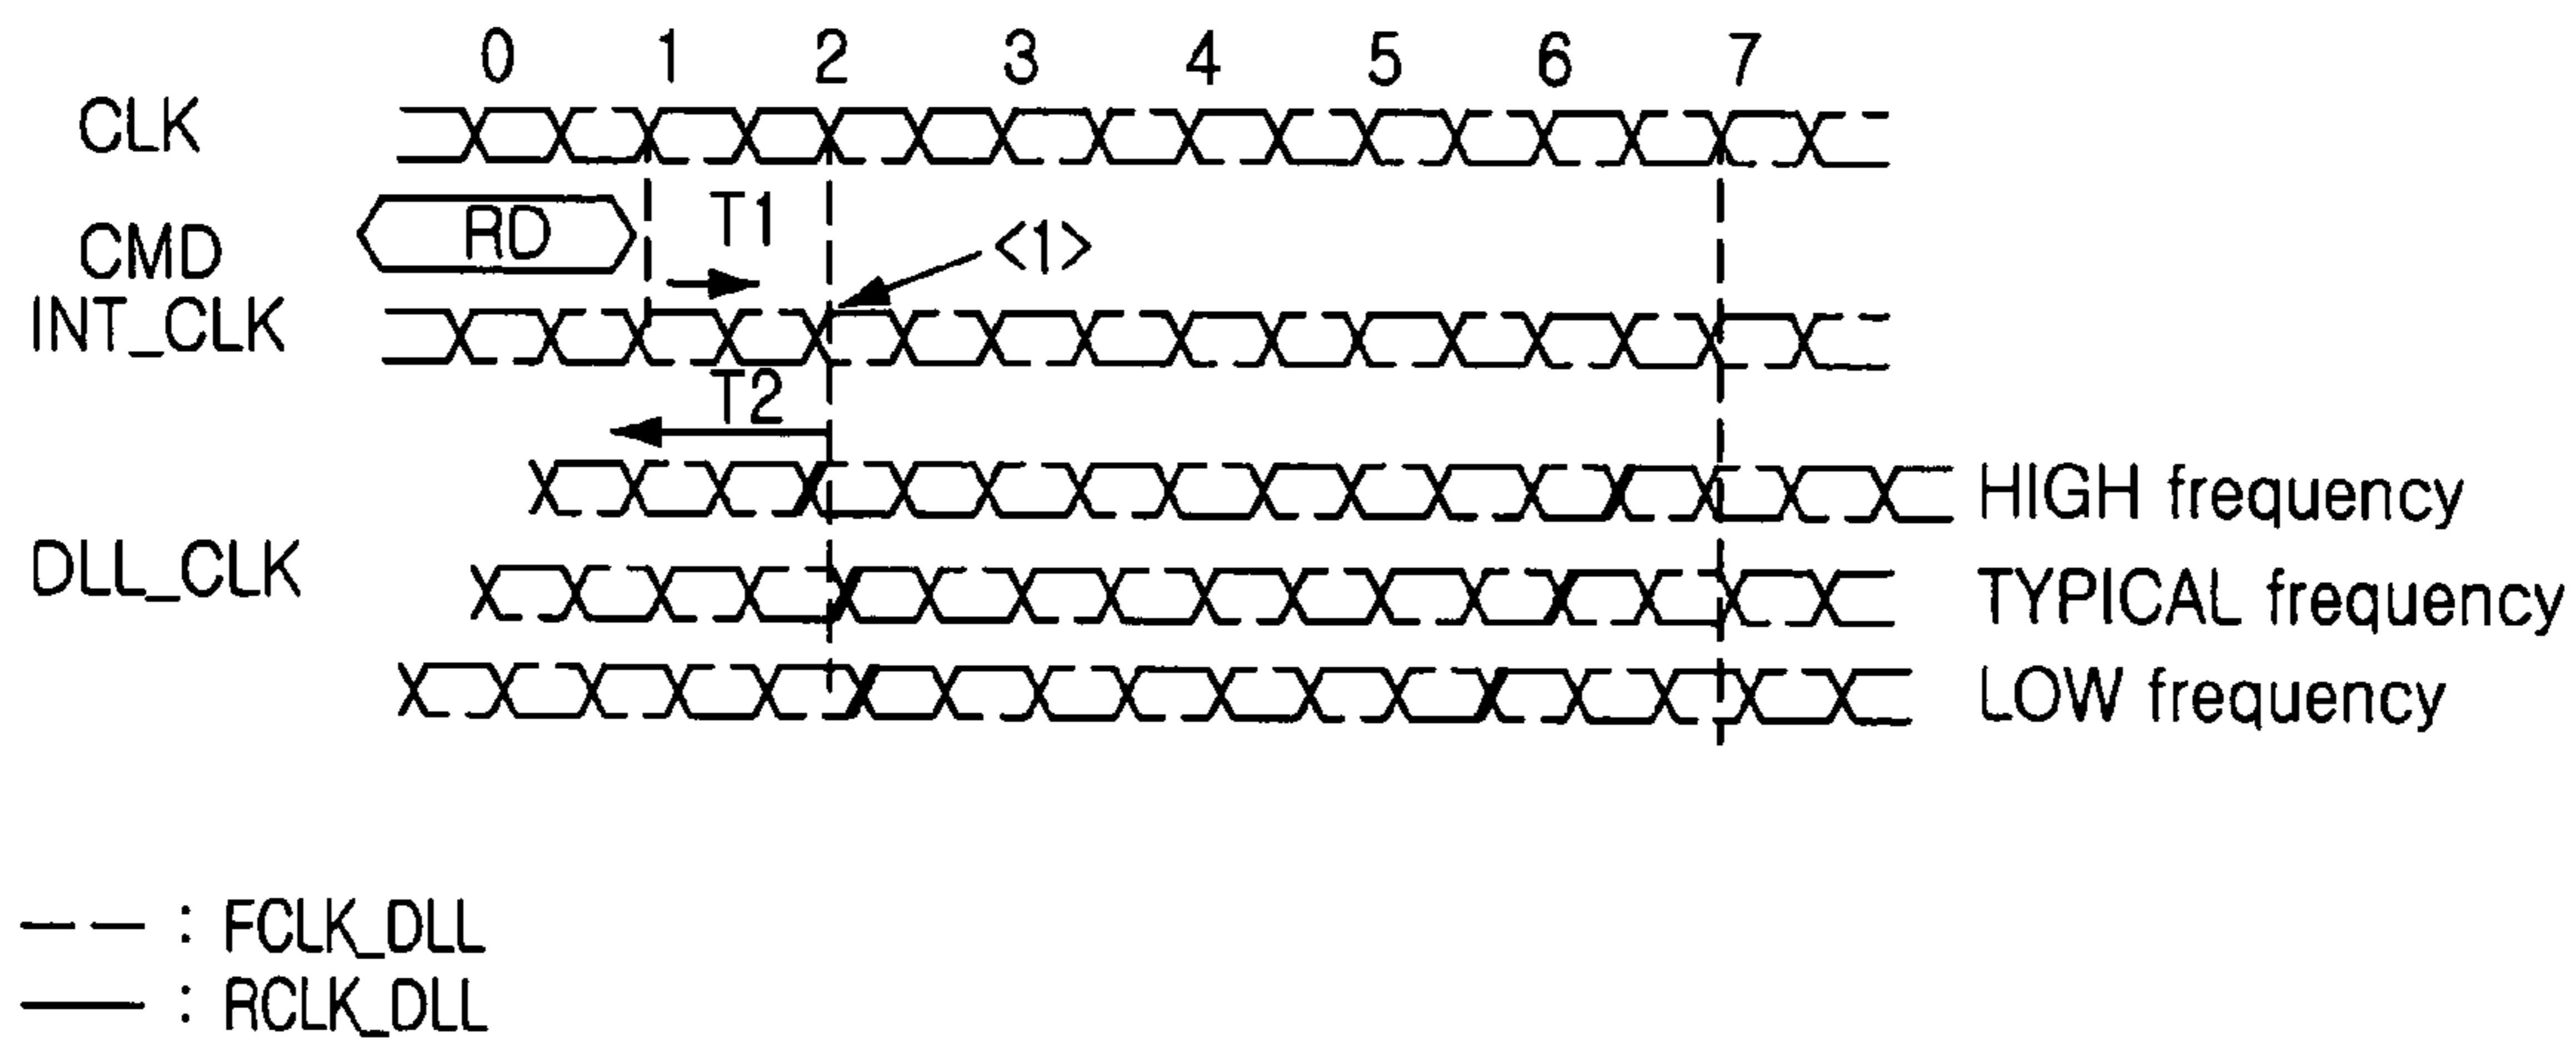 0 1 2 3 4 5 6 7
CLK
CMD RD T1 <1>
INT_CLK
T2
HIGH frequency
DLL_CLK TYPICAL frequency
LOW frequency
: FCLK_DLL
: RCLK_DLL